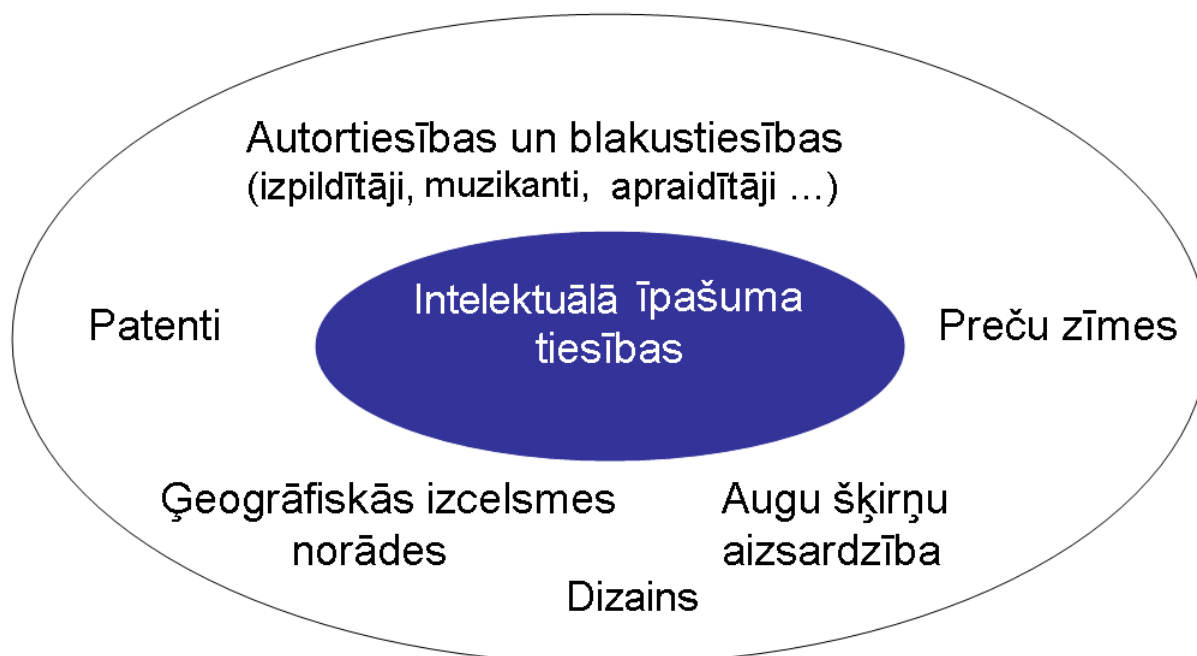 Autortiesības un blakustiesības
(izpildītāji, muzikanti, apraidītāji ...)
Intelektuālā īpašuma
tiesības
Patenti
Preču zīmes
Ģeogrāfiskās izcelsmes
norādes
Augu šķirņu
aizsardzība
Dizains